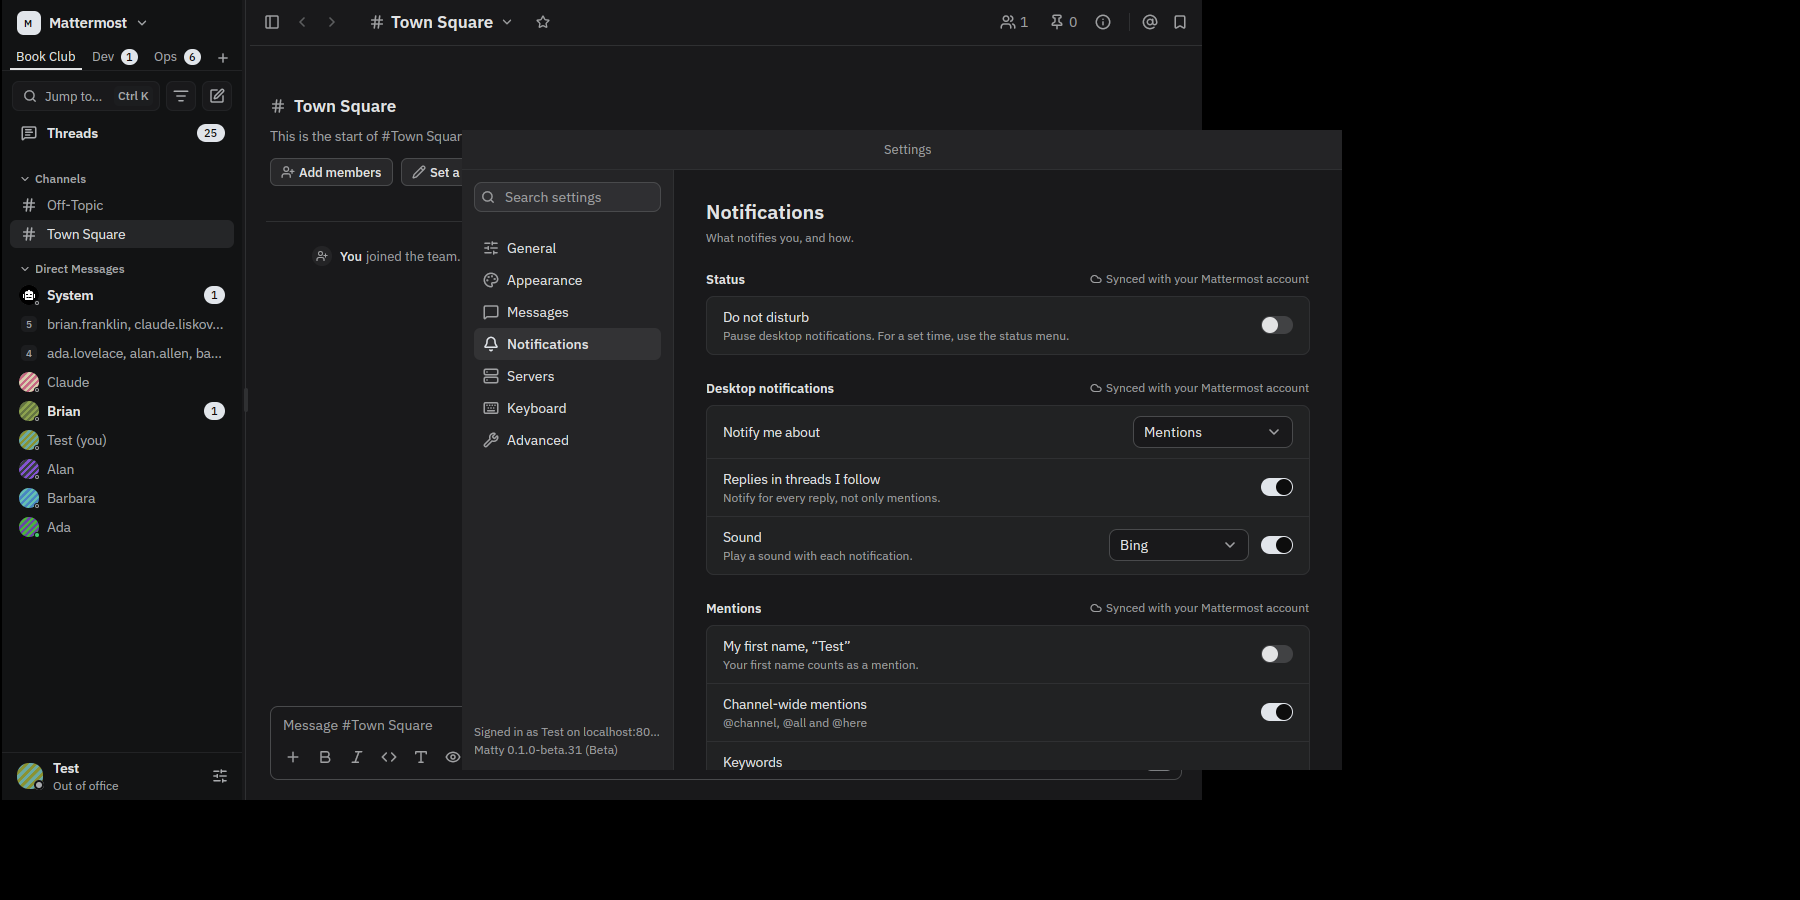 M Mattermost
Book Club Dev 1 Ops 6
Jump to... Ctrl K
Threads 25
Channels
Off-Topic
Town Square
Direct Messages
System 1
5 brian.franklin, claude.liskov...
4 ada.lovelace, alan.allen, ba...
Claude
Brian 1
Test (you)
Alan
Barbara
Ada
Test
Out of office
# Town Square 1 0
# Town Square
This is the start of #Town Squar
Add members Set a
You joined the team.
Message #Town Square
B I T
Settings
Search settings
General
Appearance
Messages
Notifications
Servers
Keyboard
Advanced
Signed in as Test on localhost:80...
Matty 0.1.0-beta.31 (Beta)
Notifications
What notifies you, and how.
Status Synced with your Mattermost account
Do not disturb
Pause desktop notifications. For a set time, use the status menu.
Desktop notifications Synced with your Mattermost account
Notify me about Mentions
Replies in threads I follow
Notify for every reply, not only mentions.
Sound Bing
Play a sound with each notification.
Mentions Synced with your Mattermost account
My first name, “Test”
Your first name counts as a mention.
Channel-wide mentions
@channel, @all and @here
Keywords